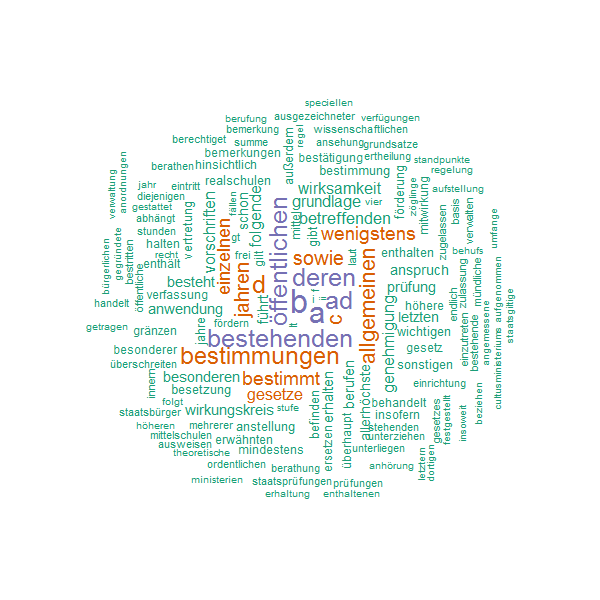 speciellen
berufung
ausgezeichneter
verfügungen
bemerkung
regel
wissenschaftlichen
berechtiget
summe
ansehung
grundsatze
bemerkungen
außerdem
bestätigung
ertheilung
standpunkte
verwaltung
anordnungen
berathen
hinsichtlich
bestimmung
regelung
jahr
eintritt
realschulen
wirksamkeit
förderung
zöglinge
mitwirkung
aufstellung
diejenigen
fällen
schon
grundlage
vier
gestattet
vorschriften
folgende
öffentlichen
mittel
betreffenden
zugelassen
basis
verwalten
umfange
abhängt
vertretung
einzelnen
gt
gibt
wenigstens
bürgerlichen
gegründete
bestritten
stunden
recht
halten
frei
gilt
sowie
laut
allgemeinen
enthalten
behufs
öffentliche
enthält
besteht
jahren
d
deren
anspruch
zulassung
mündliche
verfassung
prüfung
handelt
anwendung
führt
b
a
ad
i
f
iii
c
genehmigung
höhere
endlich
einzutreten
bestehende
angemessene
cultusministeriums
aufgenommen
staatsgiltige
getragen
gränzen
jahre
fördern
lt
bestehenden
letzten
wichtigen
besonderer
bestimmungen
gesetz
überschreiten
sonstigen
innern
besonderen
bestimmt
allerhöchste
folgt
besetzung
gesetze
befinden
erhalten
berufen
einrichtung
beziehen
höheren
staatsbürger
wirkungskreis
stufe
behandelt
insofern
gesetzes
festgestellt
insoweit
mehrerer
anstellung
stehenden
mittelschulen
ausweisen
erwähnten
ersetzen
überhaupt
unterziehen
theoretische
mindestens
unterliegen
letztern
dortigen
ordentlichen
berathung
anhörung
ministerien
staatsprüfungen
prüfungen
erhaltung
enthaltenen